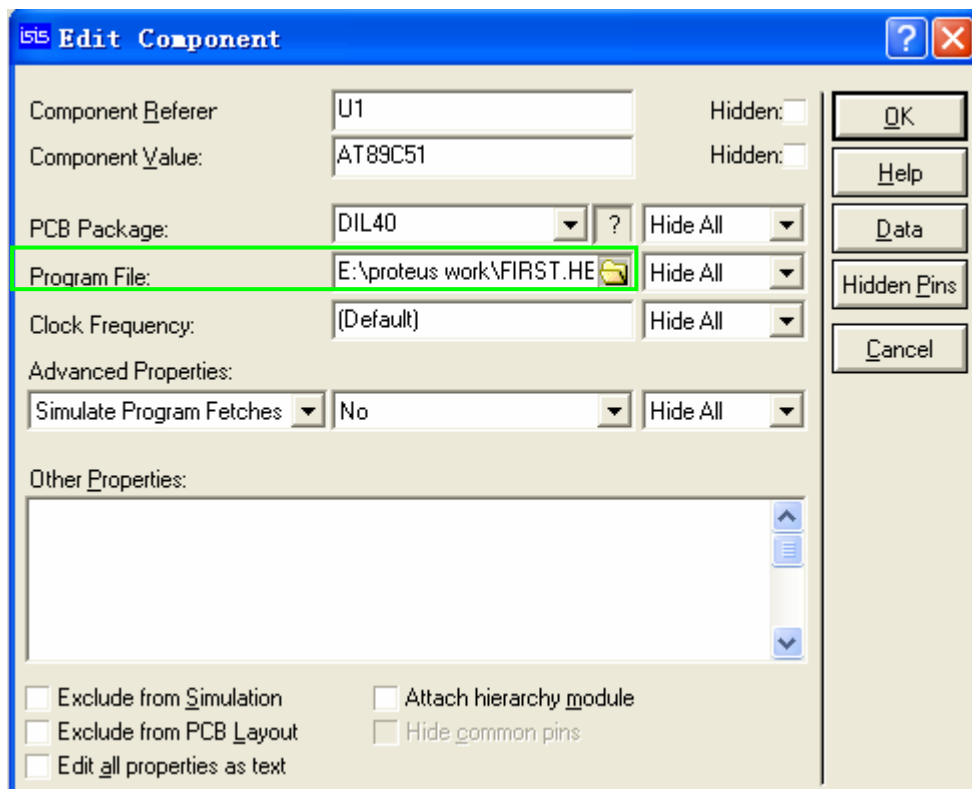 isis Edit Component
Component Referer U1 Hidden: OK
Component Value: AT89C51 Hidden: Help
PCB Package: DIL40 ? Hide All Data
Program File: E:\proteus work\FIRST.HE Hide All Hidden Pins
Clock Frequency: (Default) Hide All Cancel
Advanced Properties:
Simulate Program Fetches No Hide All
Other Properties:
Exclude from Simulation Attach hierarchy module
Exclude from PCB Layout Hide common pins
Edit all properties as text